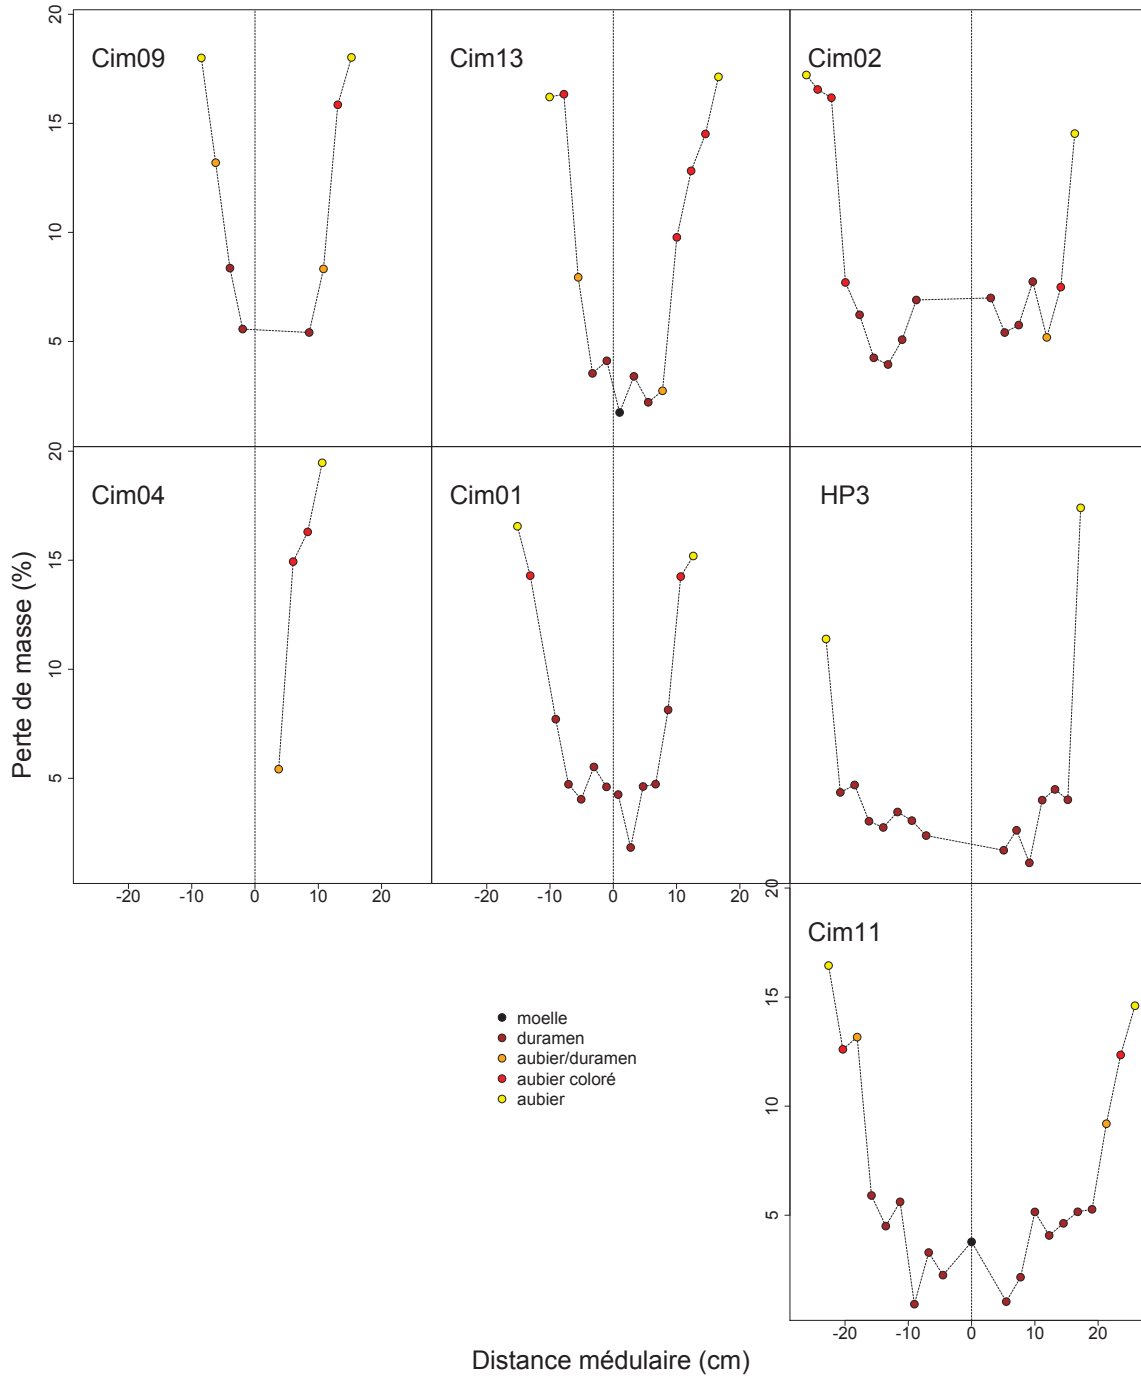 Cim09
Cim13
Cim02
20
15
10
5
Cim04
Cim01
HP3
20
15
10
5
Perte de masse (%)
-20 -10 0 10 20
-20 -10 0 10 20
20
15
10
5
Cim11
moelle
duramen
aubier/duramen
aubier coloré
aubier
-20 -10 0 10 20
Distance médulaire (cm)